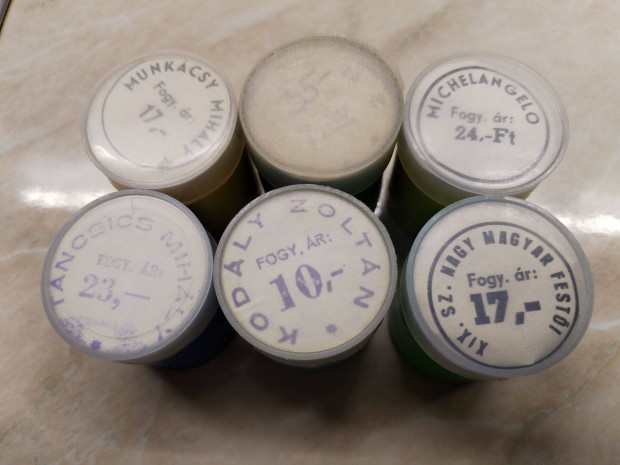 MUNKÁCSY MIHÁLY
Fogy. ár:
17,-
MICHELANGELO
Fogy. ár:
24,-Ft
TÁNCSICS MIHÁLY
FOGY. ÁR:
23,—
KODÁLY ZOLTÁN •
FOGY. ÁR:
10,-
XIX. SZ. NAGY MAGYAR FESTŐI
Fogy. ár:
17,-